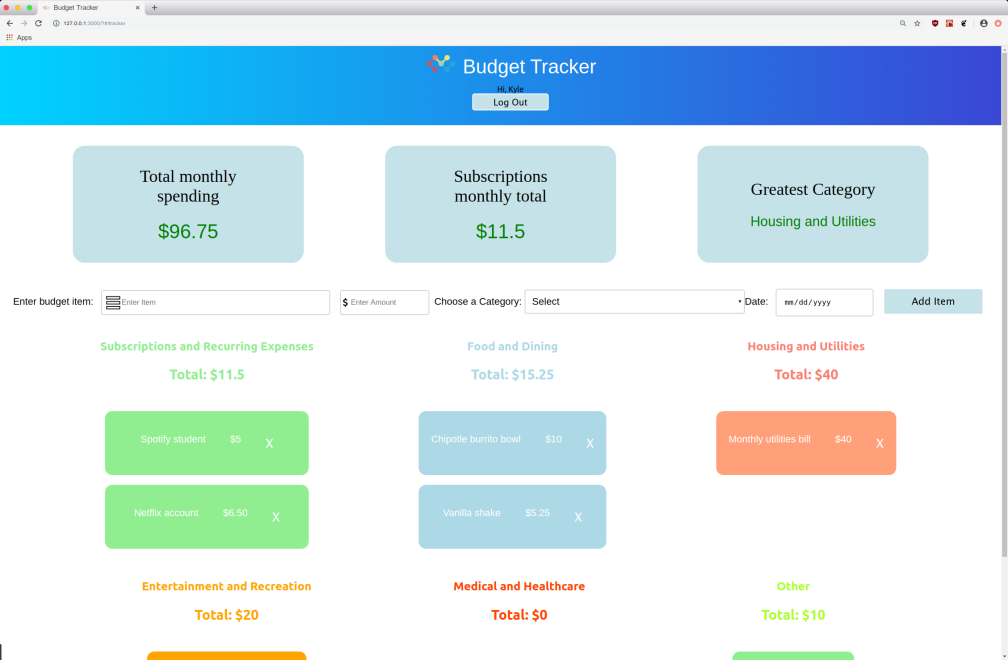 Budget Tracker
127.0.0.1:3000/?#/tracker
Apps
Budget Tracker
Hi, Kyle
Log Out
Total monthly
spending
$96.75
Subscriptions
monthly total
$11.5
Greatest Category
Housing and Utilities
Enter budget item: Enter Item $ Enter Amount Choose a Category: Select Date: mm/dd/yyyy Add Item
Subscriptions and Recurring Expenses
Total: $11.5
Spotify student $5 X
Netflix account $6.50 X
Food and Dining
Total: $15.25
Chipotle burrito bowl $10 X
Vanilla shake $5.25 X
Housing and Utilities
Total: $40
Monthly utilities bill $40 X
Entertainment and Recreation
Total: $20
Medical and Healthcare
Total: $0
Other
Total: $10